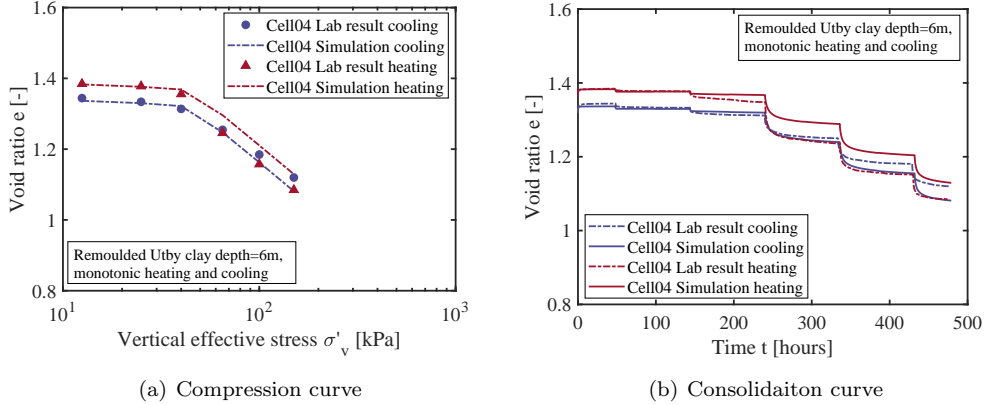 Void ratio e [-]
1.6
1.4
1.2
1
0.8
Cell04 Lab result cooling
Cell04 Simulation cooling
Cell04 Lab result heating
Cell04 Simulation heating
Remoulded Utby clay depth=6m,
monotonic heating and cooling
10^1
10^2
10^3
Vertical effective stress σ'_v [kPa]
(a) Compression curve
Void ratio e [-]
1.6
1.4
1.2
1
0.8
Remoulded Utby clay depth=6m,
monotonic heating and cooling
Cell04 Lab result cooling
Cell04 Simulation cooling
Cell04 Lab result heating
Cell04 Simulation heating
0
100
200
300
400
500
Time t [hours]
(b) Consolidaiton curve